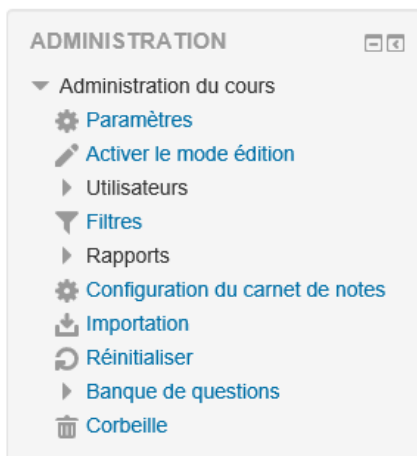 ADMINISTRATION
Administration du cours
Paramètres
Activer le mode édition
Utilisateurs
Filtres
Rapports
Configuration du carnet de notes
Importation
Réinitialiser
Banque de questions
Corbeille